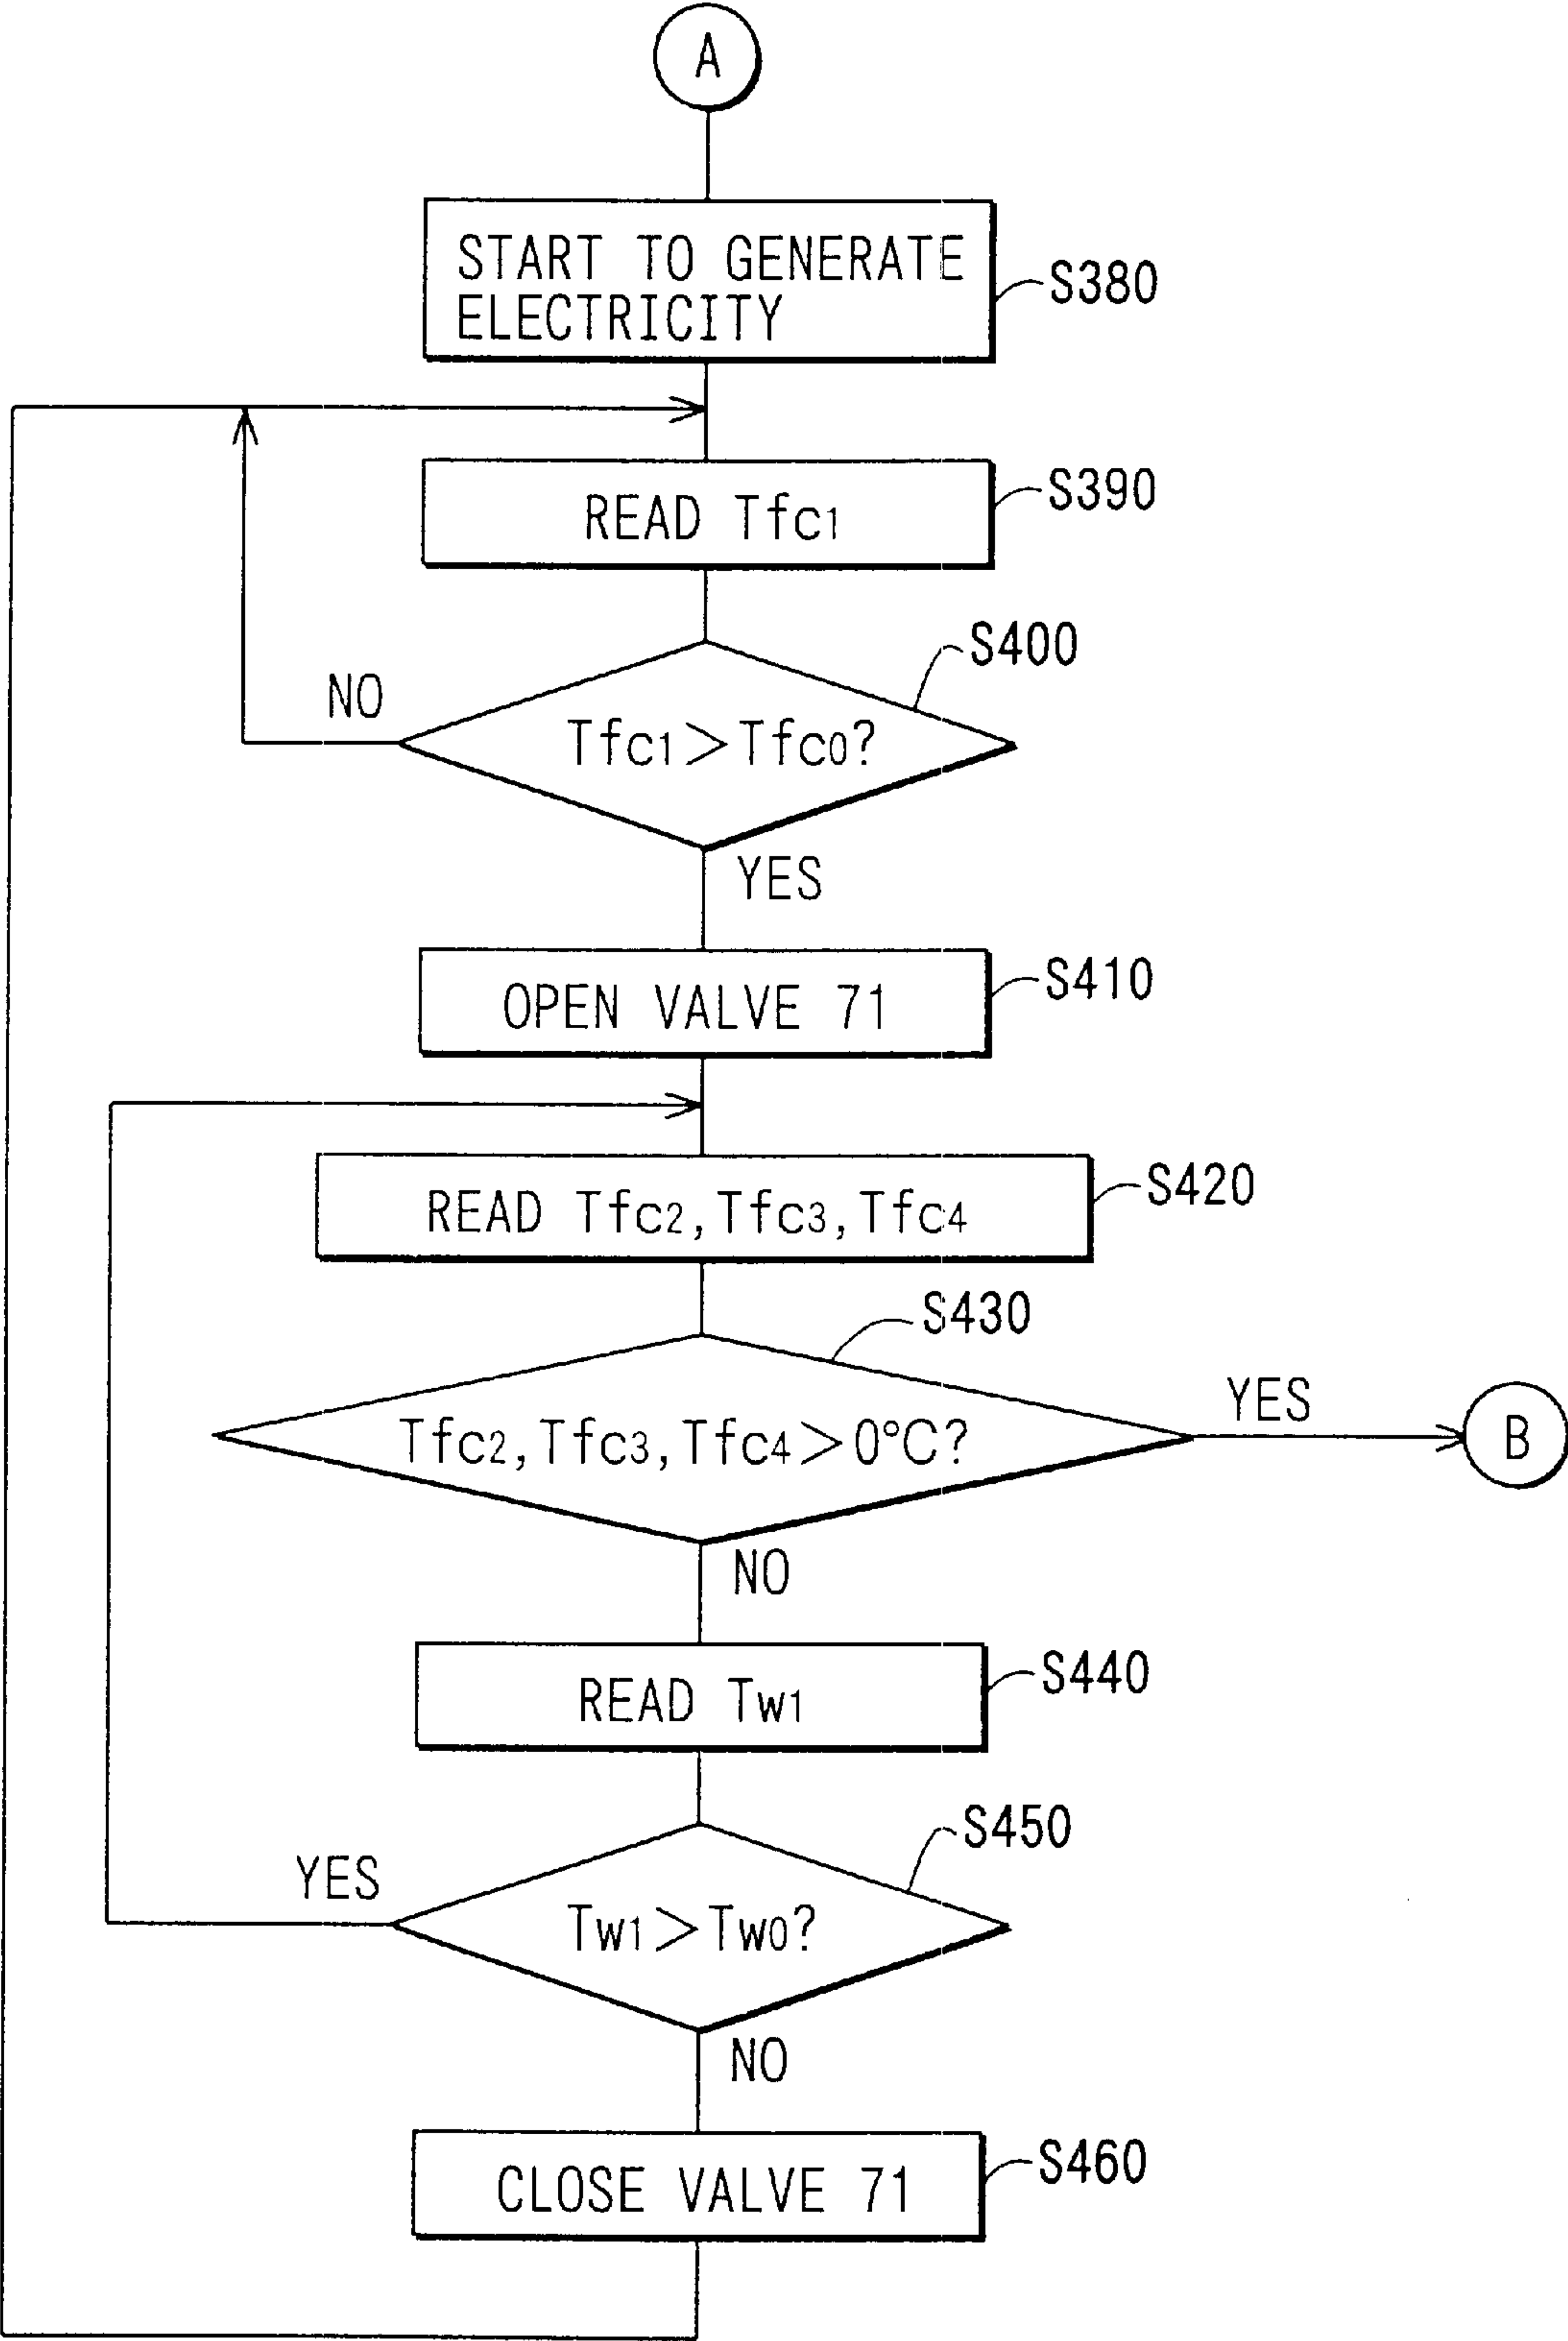 A
START TO GENERATE
ELECTRICITY
S380
READ Tfc1
S390
S400
NO
Tfc1>Tfc0?
YES
OPEN VALVE 71
S410
READ Tfc2,Tfc3,Tfc4
S420
S430
Tfc2,Tfc3,Tfc4>0°C?
YES
B
NO
READ Tw1
S440
S450
YES
Tw1>Tw0?
NO
CLOSE VALVE 71
S460